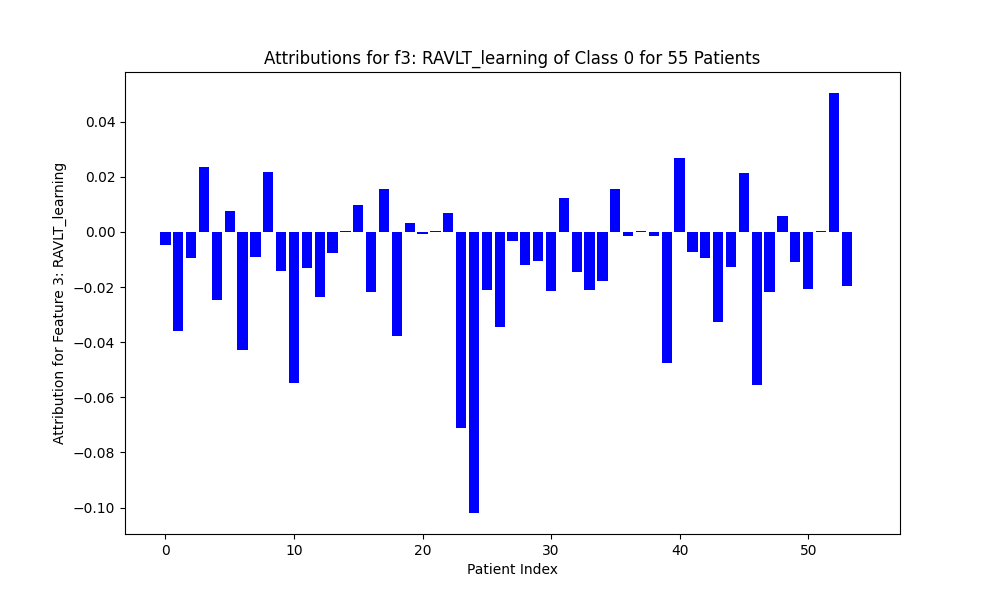 Attributions for f3: RAVLT_learning of Class 0 for 55 Patients
Attribution for Feature 3: RAVLT_learning
0.04
0.02
0.00
−0.02
−0.04
−0.06
−0.08
−0.10
0 10 20 30 40 50
Patient Index